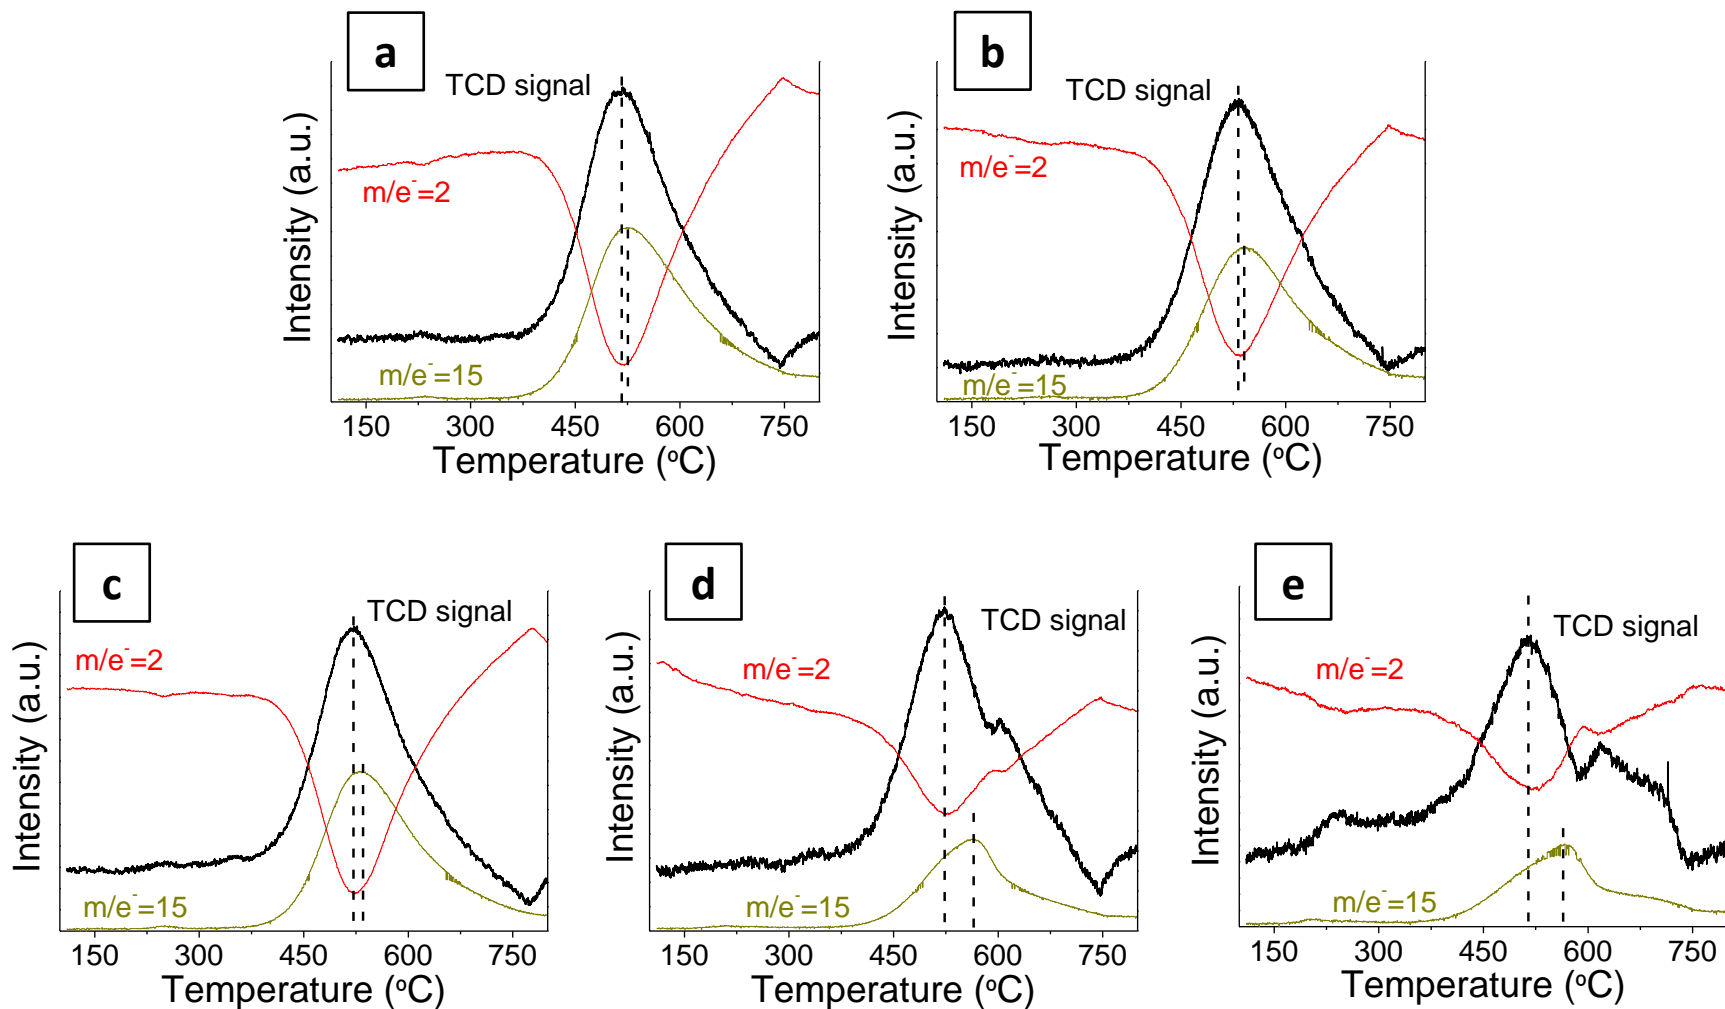 a
TCD signal
m/e⁻=2
m/e⁻=15
Intensity (a.u.)
150 300 450 600 750
Temperature (ºC)
b
TCD signal
m/e⁻=2
m/e⁻=15
Intensity (a.u.)
150 300 450 600 750
Temperature (ºC)
c
TCD signal
m/e⁻=2
m/e⁻=15
Intensity (a.u.)
150 300 450 600 750
Temperature (ºC)
d
TCD signal
m/e⁻=2
m/e⁻=15
Intensity (a.u.)
150 300 450 600 750
Temperature (ºC)
e
TCD signal
m/e⁻=2
m/e⁻=15
Intensity (a.u.)
150 300 450 600 750
Temperature (ºC)